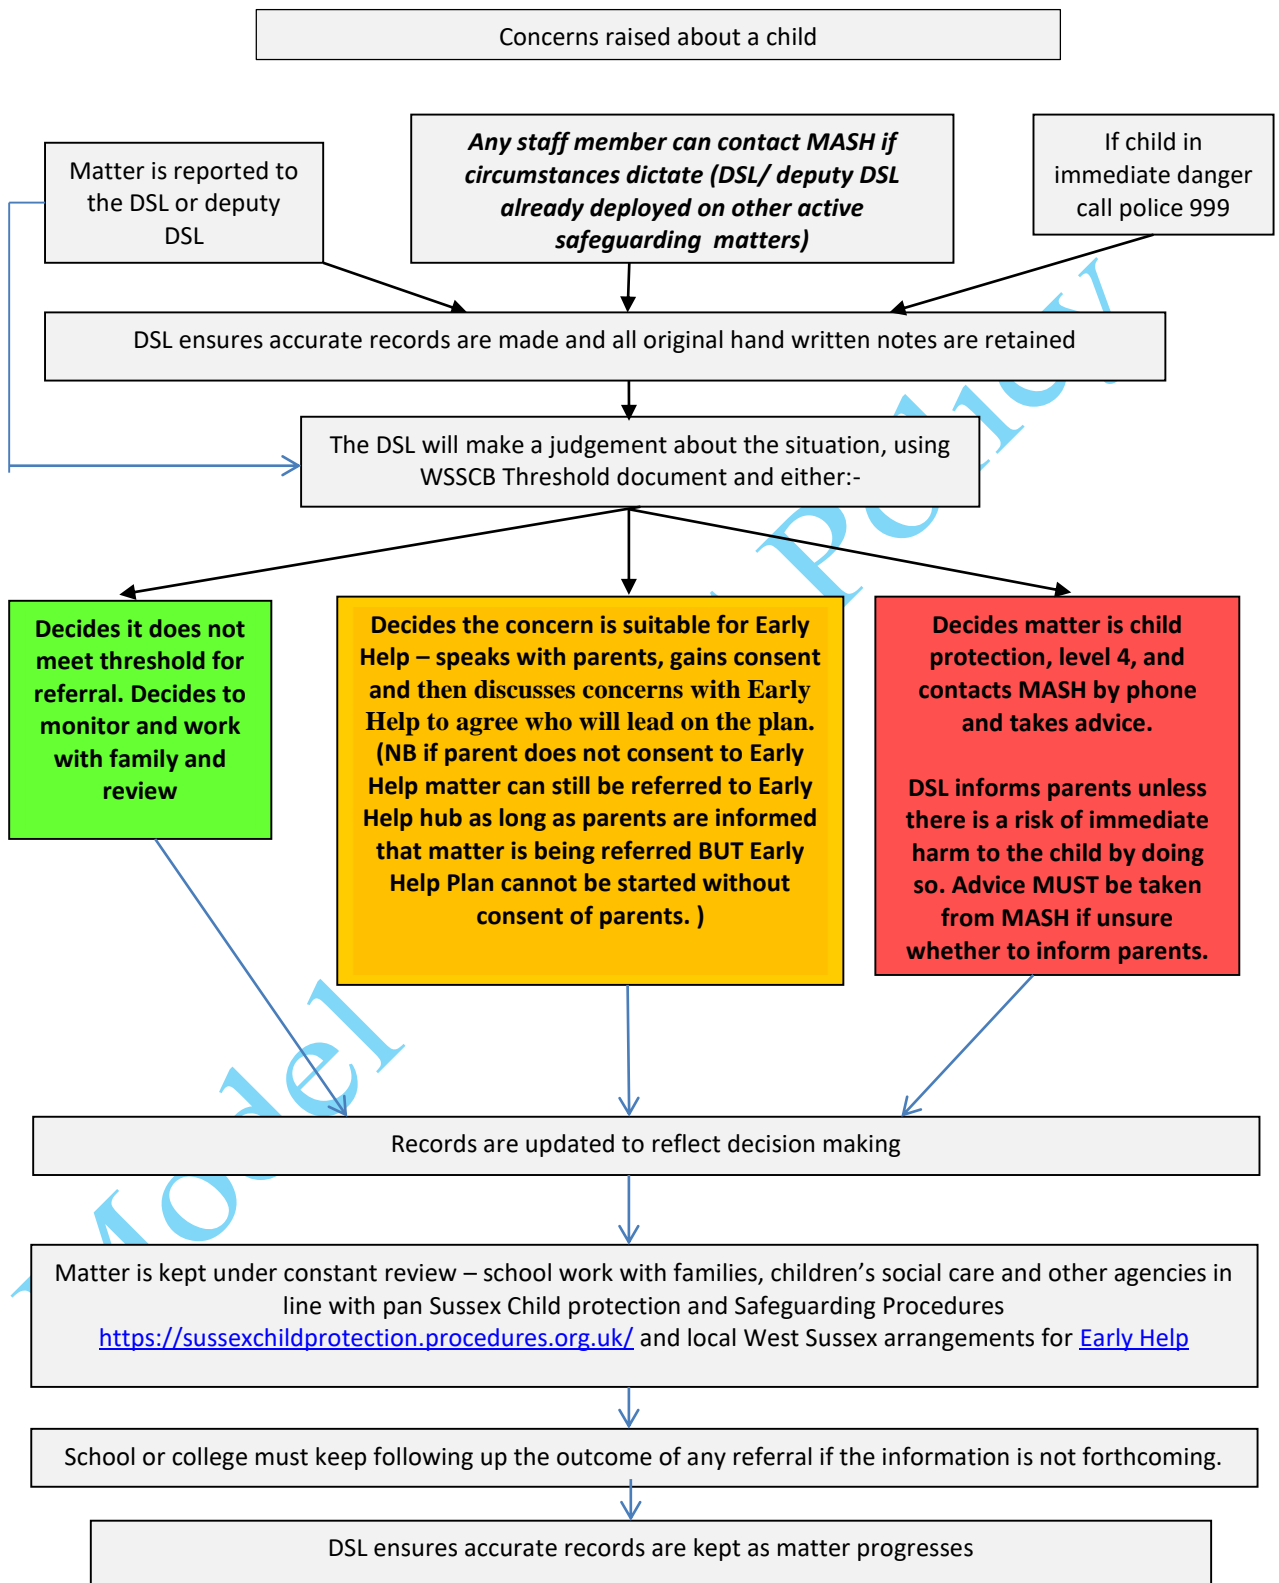 Concerns raised about a child
Matter is reported to
the DSL or deputy
DSL
Any staff member can contact MASH if
circumstances dictate (DSL/ deputy DSL
already deployed on other active
safeguarding  matters)
If child in
immediate danger
call police 999
DSL ensures accurate records are made and all original hand written notes are retained
The DSL will make a judgement about the situation, using
WSSCB Threshold document and either:-
Decides it does not
meet threshold for
referral. Decides to
monitor and work
with family and
review
Decides the concern is suitable for Early
Help – speaks with parents, gains consent
and then discusses concerns with Early
Help to agree who will lead on the plan.
(NB if parent does not consent to Early
Help matter can still be referred to Early
Help hub as long as parents are informed
that matter is being referred BUT Early
Help Plan cannot be started without
consent of parents. )
Decides matter is child
protection, level 4, and
contacts MASH by phone
and takes advice.
DSL informs parents unless
there is a risk of immediate
harm to the child by doing
so. Advice MUST be taken
from MASH if unsure
whether to inform parents.
Records are updated to reflect decision making
Matter is kept under constant review – school work with families, children’s social care and other agencies in
line with pan Sussex Child protection and Safeguarding Procedures
https://sussexchildprotection.procedures.org.uk/ and local West Sussex arrangements for Early Help
School or college must keep following up the outcome of any referral if the information is not forthcoming.
DSL ensures accurate records are kept as matter progresses
Model Policy